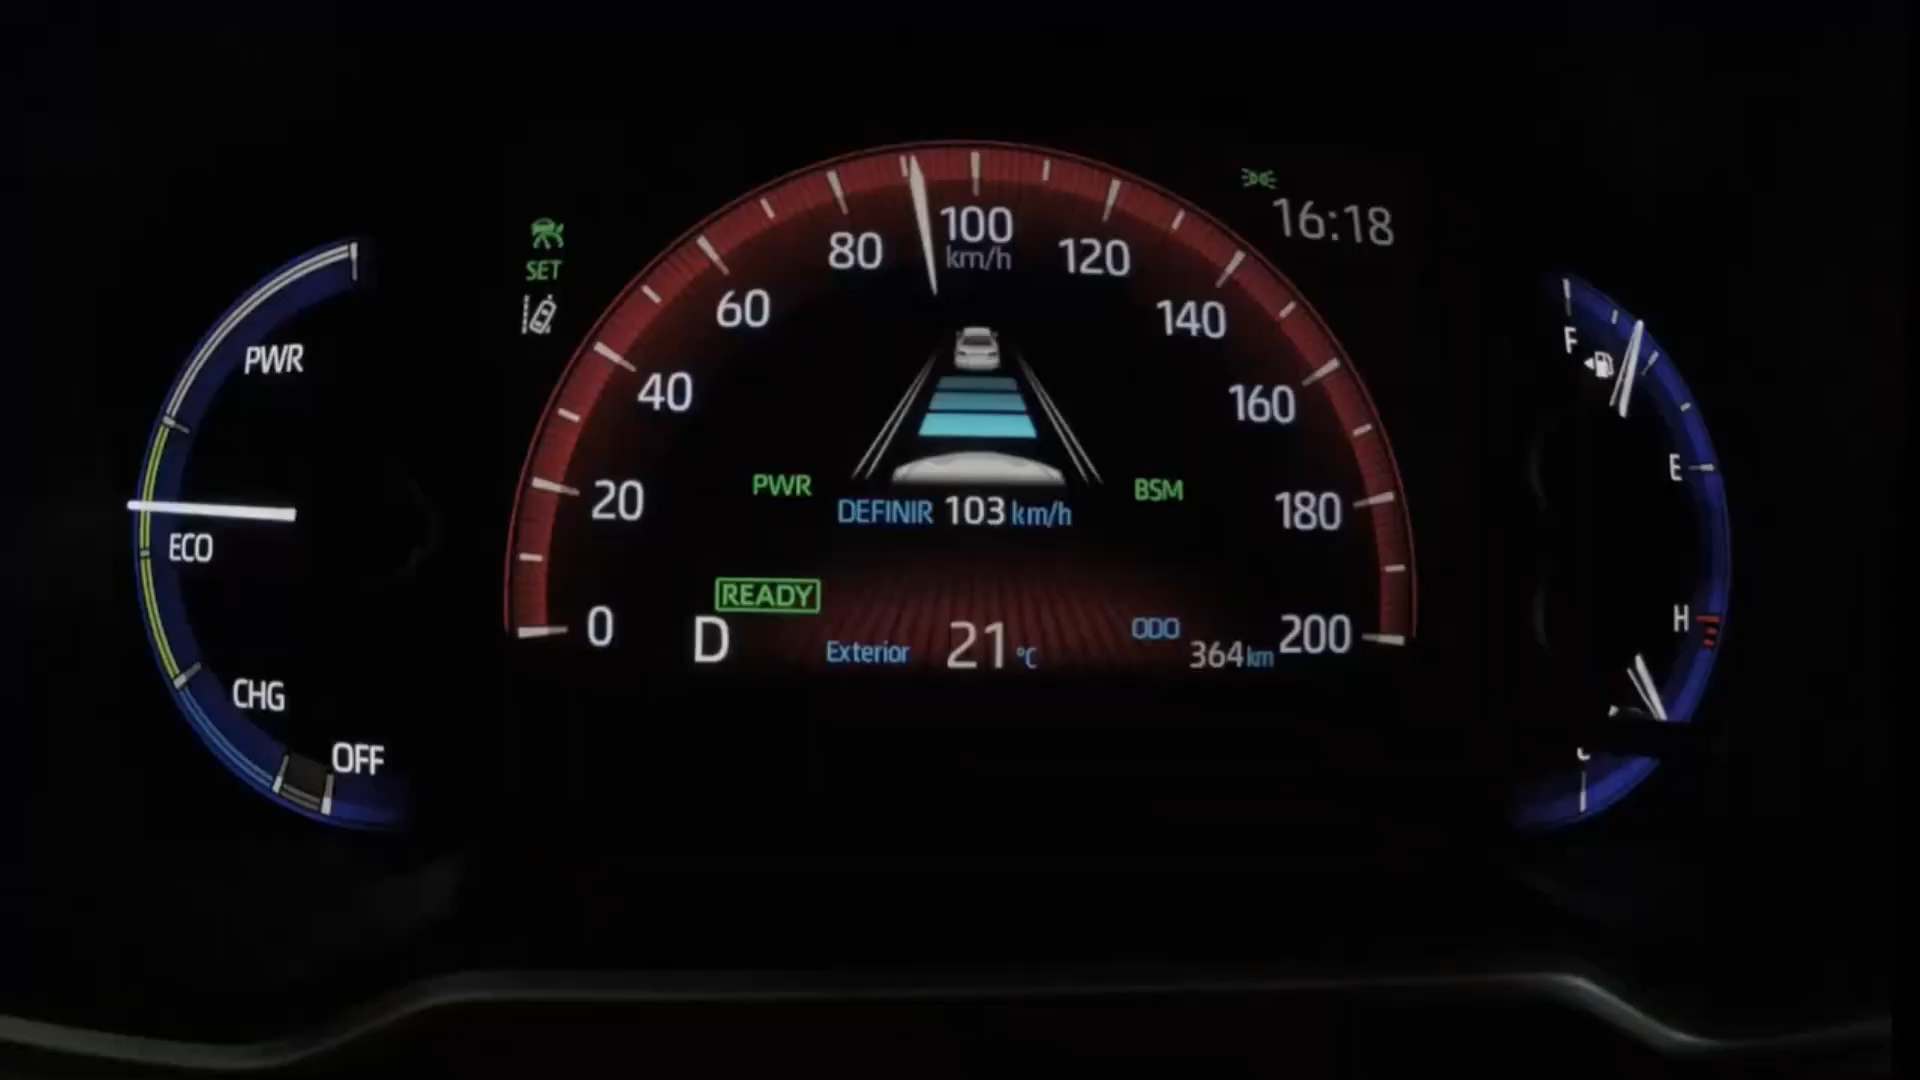 16:18
SET
100
km/h
80
120
60
140
F
PWR
40
160
E
20
PWR
BSM
180
DEFINIR 103 km/h
ECO
READY
H
0
D
Exterior 21 °C
ODO
364 km
200
CHG
OFF